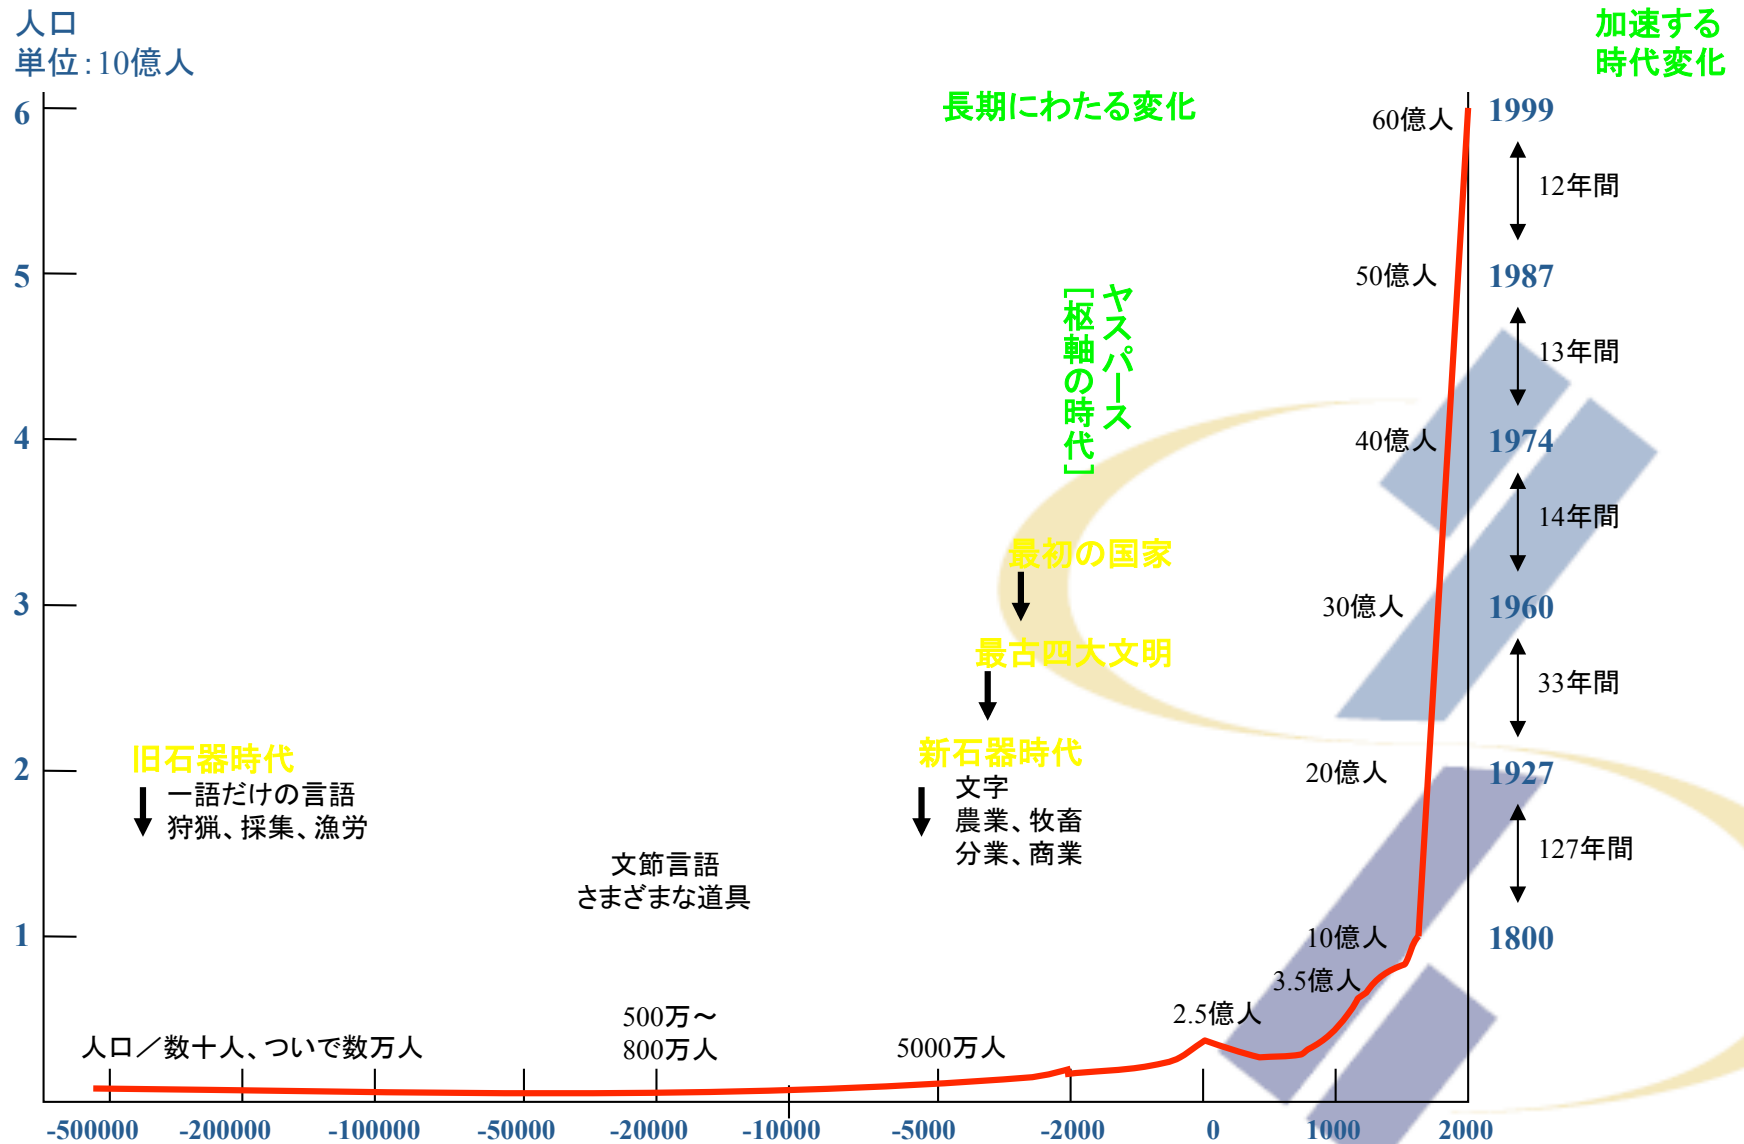 人口
単位：10億人
加速する
時代変化
長期にわたる変化
6
60億人
1999
12年間
5
50億人
1987
ヤスパース
［枢軸の時代］
13年間
4
40億人
1974
14年間
最初の国家
3
30億人
1960
最古四大文明
33年間
旧石器時代
一語だけの言語
狩猟、採集、漁労
新石器時代
文字
農業、牧畜
分業、商業
2
20億人
1927
127年間
文節言語
さまざまな道具
1
10億人
1800
3.5億人
2.5億人
人口／数十人、ついで数万人
500万～
800万人
5000万人
-500000 -200000 -100000 -50000 -20000 -10000 -5000 -2000 0 1000 2000